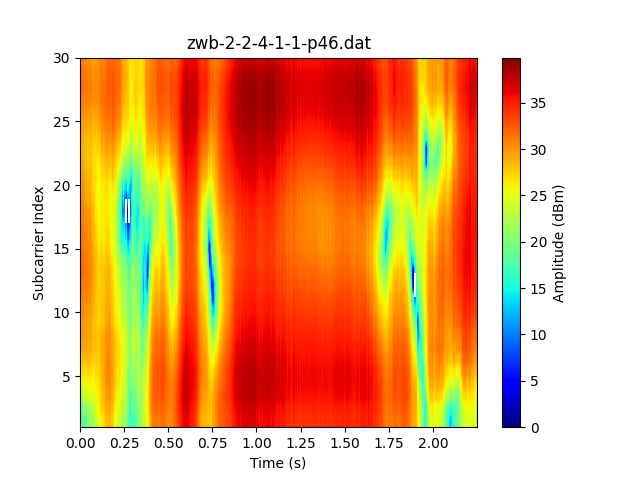 zwb-2-2-4-1-1-p46.dat
30
25
20
15
10
5
Subcarrier Index
0.00 0.25 0.50 0.75 1.00 1.25 1.50 1.75 2.00
Time (s)
35
30
25
20
15
10
5
0
Amplitude (dBm)